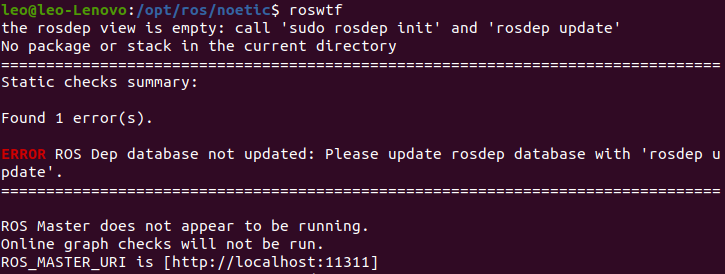 leo@leo-Lenovo:/opt/ros/noetic$ roswtf
the rosdep view is empty: call 'sudo rosdep init' and 'rosdep update'
No package or stack in the current directory
================================================================================
Static checks summary:
Found 1 error(s).
ERROR ROS Dep database not updated: Please update rosdep database with 'rosdep u
pdate'.
================================================================================
ROS Master does not appear to be running.
Online graph checks will not be run.
ROS_MASTER_URI is [http://localhost:11311]